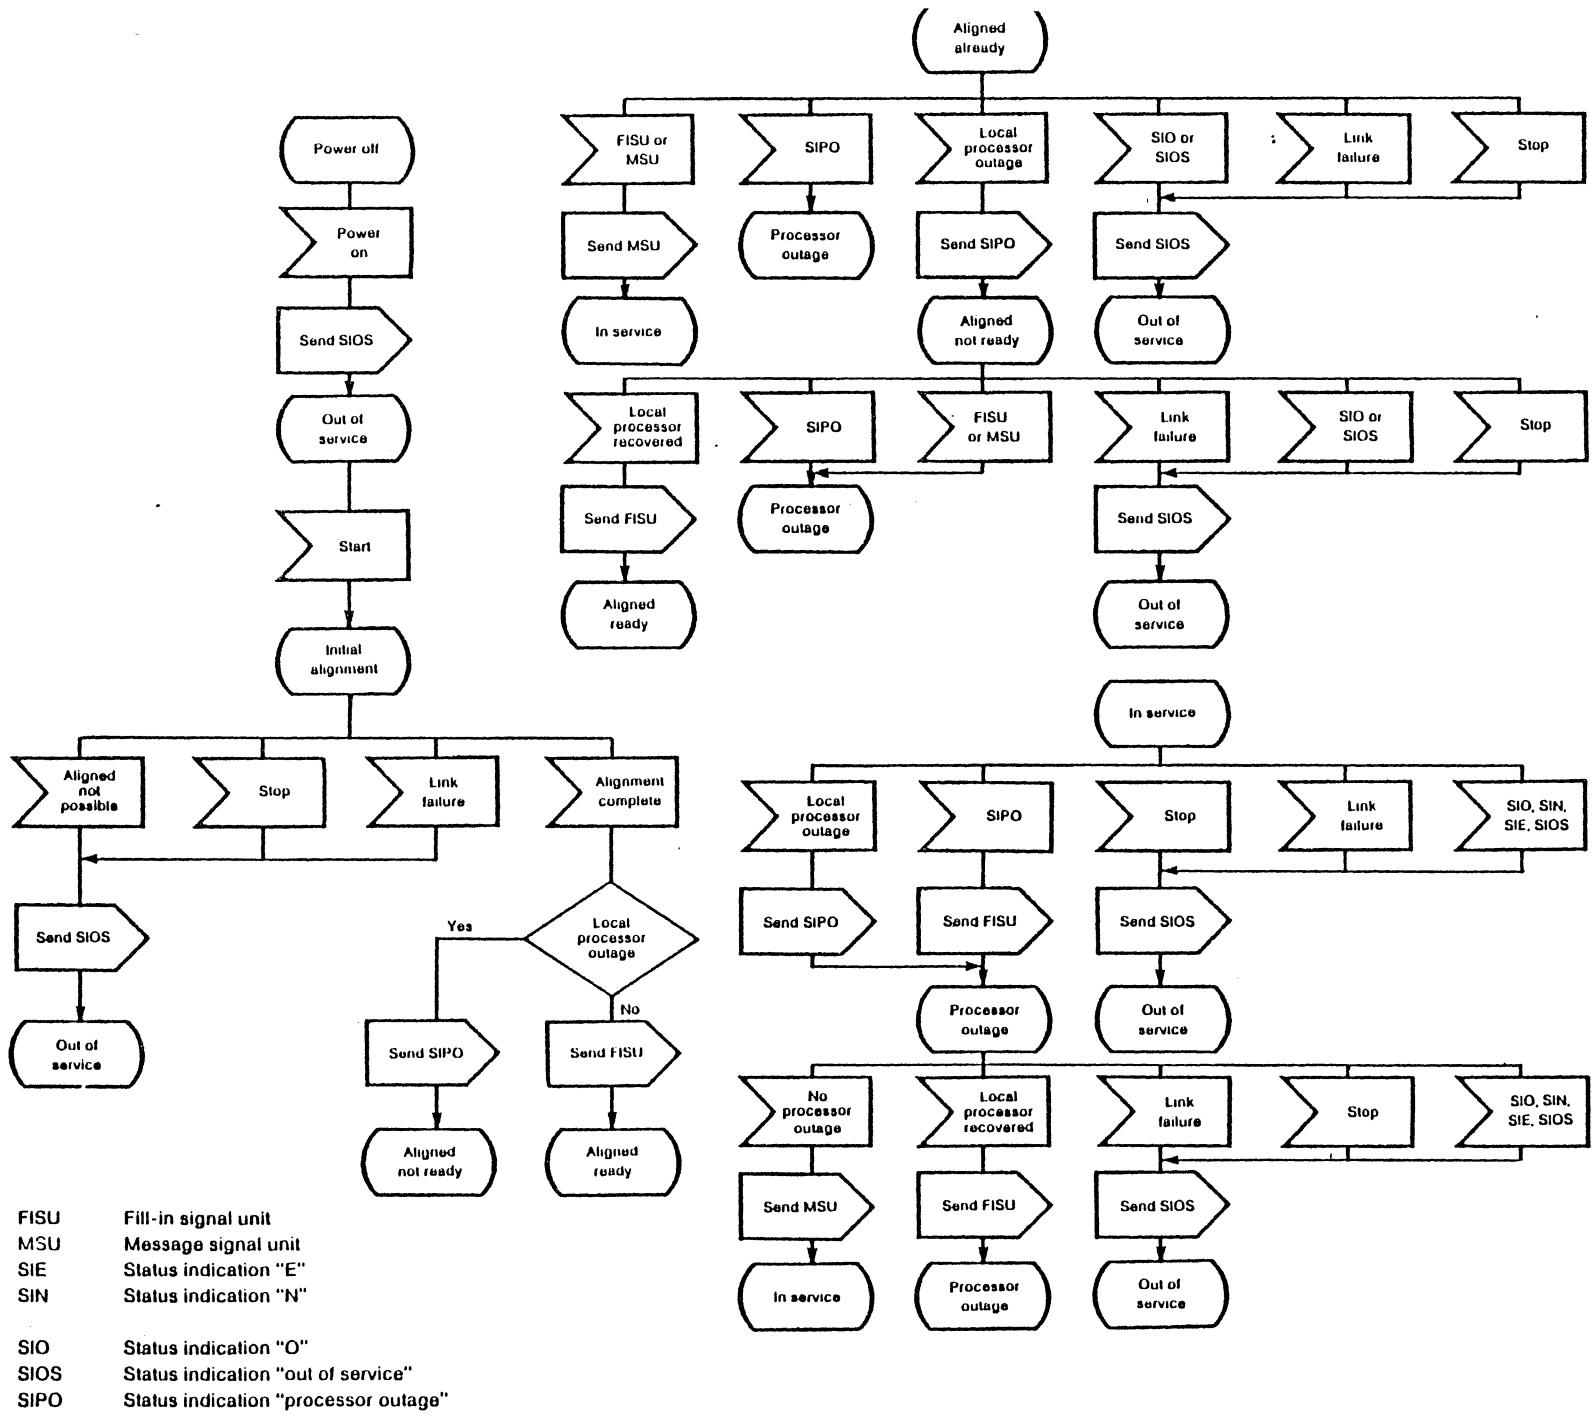 Aligned
already
Power off
FISU or
MSU
SIPO
Local
processor
outage
SIO or
SIOS
Link
failure
Stop
Power
on
Send MSU
Processor
outage
Send SIPO
Send SIOS
Send SIOS
In service
Aligned
not ready
Out of
service
Out of
service
Local
processor
recovered
SIPO
FISU
or MSU
Link
failure
SIO or
SIOS
Stop
Send FISU
Processor
outage
Send SIOS
Start
Aligned
ready
Out of
service
Initial
alignment
In service
Aligned
not
possible
Stop
Link
failure
Alignment
complete
Local
processor
outage
SIPO
Stop
Link
failure
SIO, SIN,
SIE, SIOS
Send SIOS
Yes
Local
processor
outage
No
Send SIPO
Send FISU
Send SIOS
Out of
service
Send SIPO
Send FISU
Processor
outage
Out of
service
Aligned
not ready
Aligned
ready
No
processor
outage
Local
processor
recovered
Link
failure
Stop
SIO, SIN,
SIE, SIOS
Send MSU
Send FISU
Send SIOS
In service
Processor
outage
Out of
service
FISU Fill-in signal unit
MSU Message signal unit
SIE Status indication "E"
SIN Status indication "N"
SIO Status indication "O"
SIOS Status indication "out of service"
SIPO Status indication "processor outage"